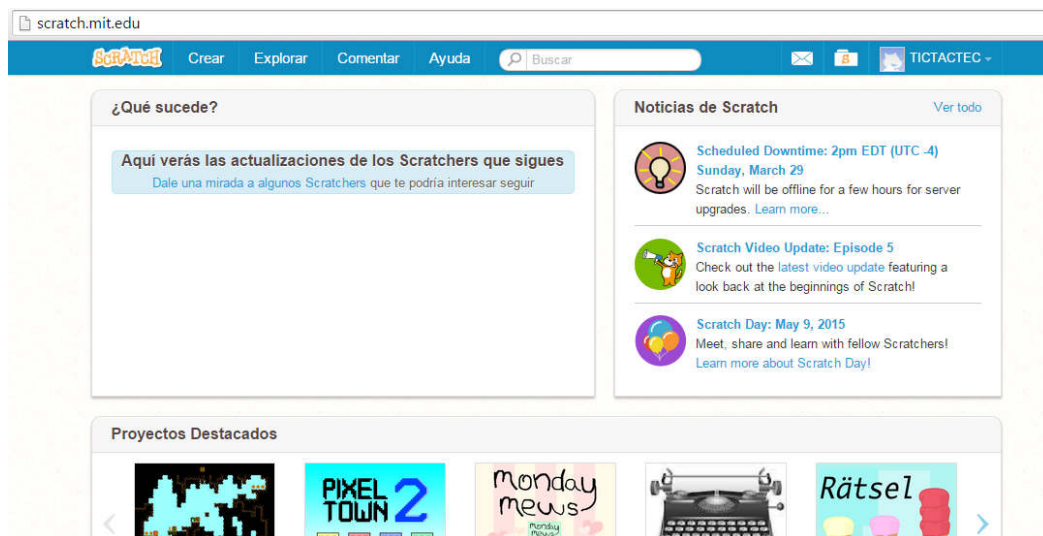 scratch.mit.edu
SCRATCH Crear Explorar Comentar Ayuda Buscar TICTACTEC
¿Qué sucede?
Aquí verás las actualizaciones de los Scratchers que sigues
Dale una mirada a algunos Scratchers que te podría interesar seguir
Noticias de Scratch Ver todo
Scheduled Downtime: 2pm EDT (UTC -4)
Sunday, March 29
Scratch will be offline for a few hours for server
upgrades. Learn more...
Scratch Video Update: Episode 5
Check out the latest video update featuring a
look back at the beginnings of Scratch!
Scratch Day: May 9, 2015
Meet, share and learn with fellow Scratchers!
Learn more about Scratch Day!
Proyectos Destacados
PIXEL
TOWN 2
monday
mews
monday
mews
Rätsel